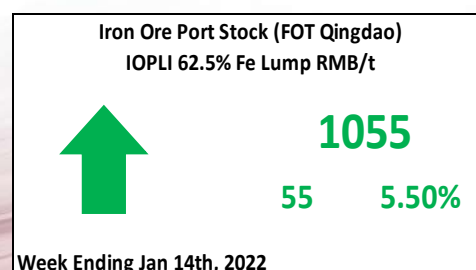 Iron Ore Port Stock (FOT Qingdao)
IOPLI 62.5% Fe Lump RMB/t
1055
55 5.50%
Week Ending Jan 14th, 2022